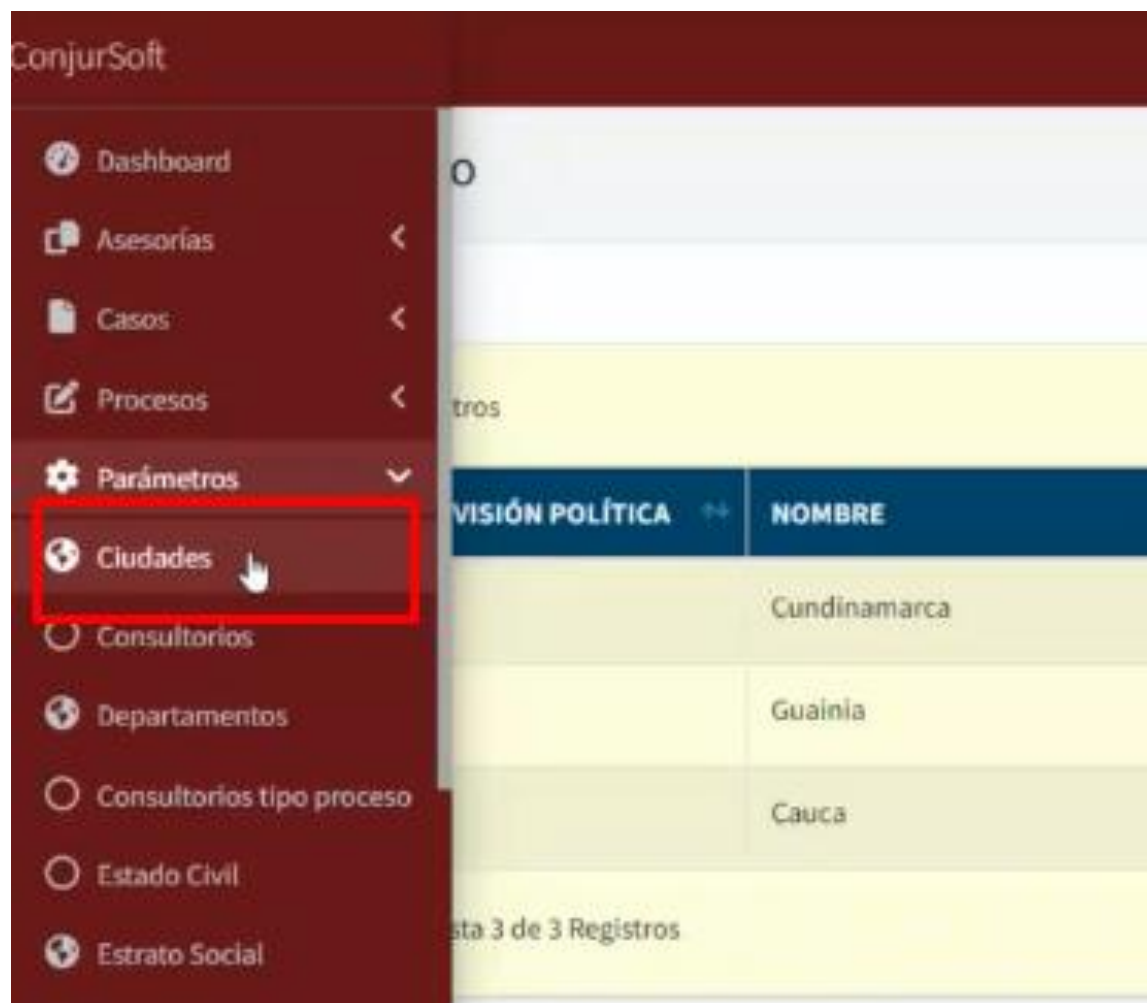 ConjurSoft
Dashboard
Asesorías
Casos
Procesos
Parámetros
Ciudades
Consultorios
Departamentos
Consultorios tipo proceso
Estado Civil
Estrato Social
o
tros
VISIÓN POLÍTICA
NOMBRE
Cundinamarca
Guainia
Cauca
sta 3 de 3 Registros